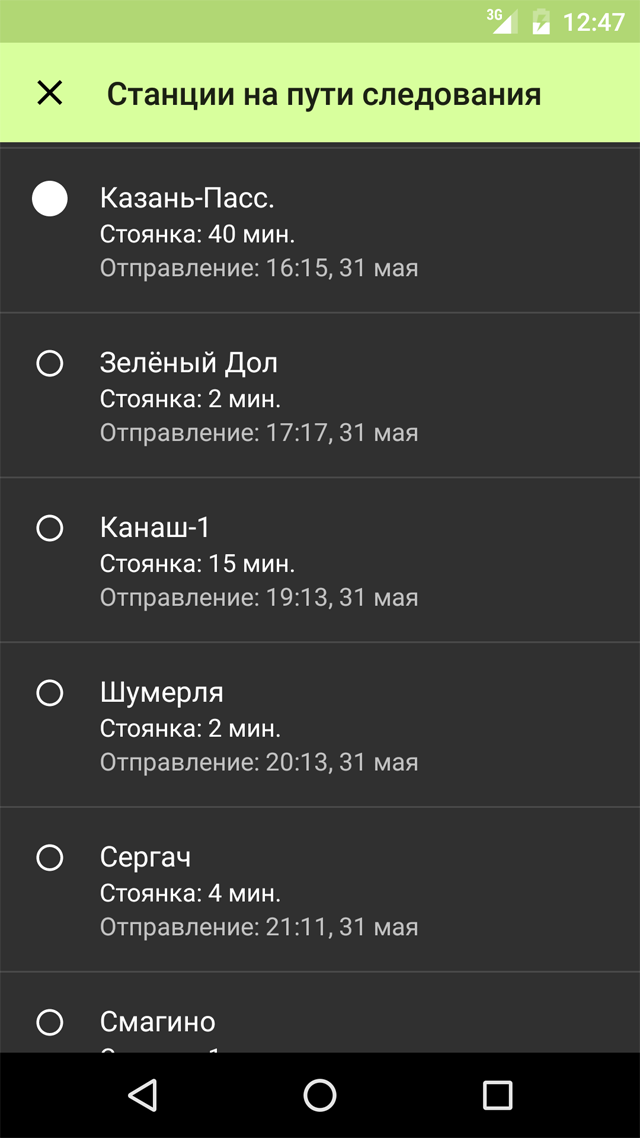 3G 12:47
Станции на пути следования
Казань-Пасс.
Стоянка: 40 мин.
Отправление: 16:15, 31 мая
Зелёный Дол
Стоянка: 2 мин.
Отправление: 17:17, 31 мая
Канаш-1
Стоянка: 15 мин.
Отправление: 19:13, 31 мая
Шумерля
Стоянка: 2 мин.
Отправление: 20:13, 31 мая
Сергач
Стоянка: 4 мин.
Отправление: 21:11, 31 мая
Смагино